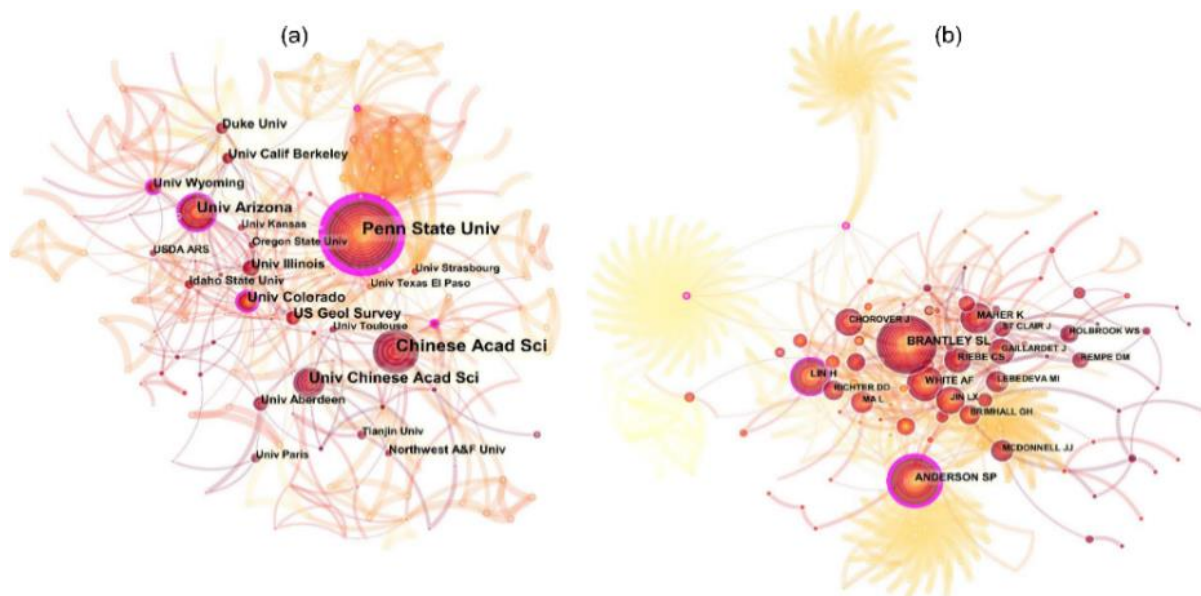 (a)
Duke Univ
Univ Calif Berkeley
Univ Wyoming
Univ Arizona
Penn State Univ
Univ Kansas
Oregon State Univ
USDA ARS
Univ Illinois
Univ Strasbourg
Idaho State Univ
Univ Texas El Paso
Univ Colorado
US Geol Survey
Univ Toulouse
Chinese Acad Sci
Univ Chinese Acad Sci
Univ Aberdeen
Tianjin Univ
Northwest A&F Univ
Univ Paris
(b)
MAHER K
CHOROVER J
ST CLAIR J
HOLBROOK WS
BRANTLEY SL
GAILLARDET J
RIEBE CS
REMPE DM
LIN H
WHITE AF
LEBEDEVA MI
RICHTER DD
MA L
JIN LX
BRIMHALL GH
MCDONNELL JJ
ANDERSON SP